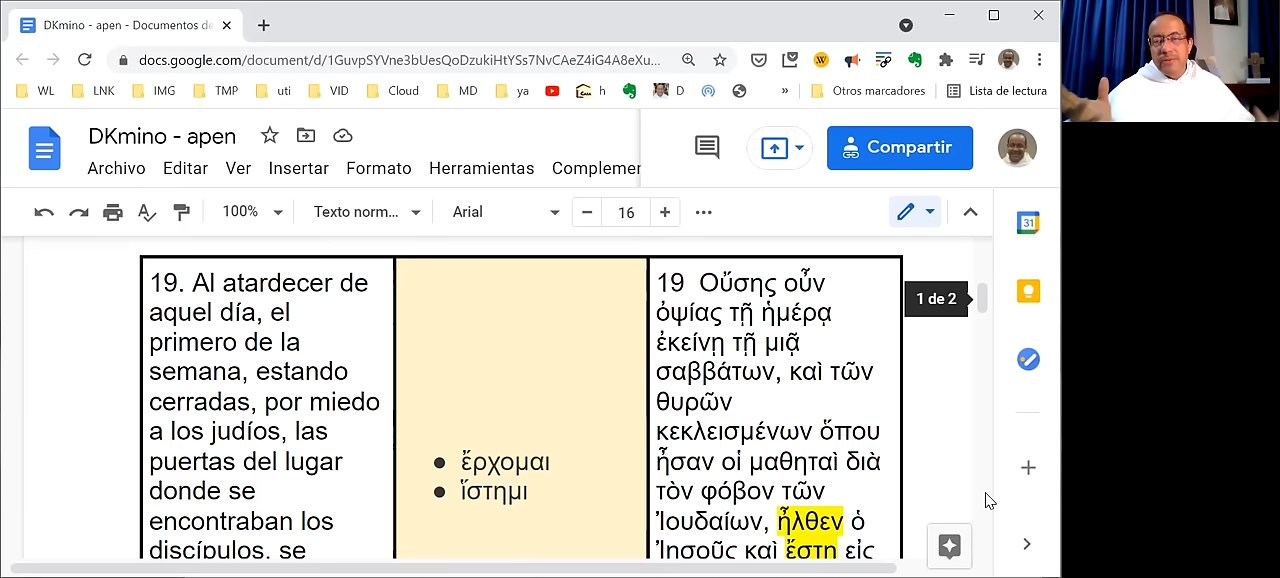 DKmino - apen - Documentos de
docs.google.com/document/d/1GuvpSYVne3bUesQoDzuxiHtYSs7NvCAeZ4iG4A8eXu...
WL LNK IMG TMP uti VID Cloud MD ya h D » Otros marcadores Lista de lectura
DKmino - apen
Compartir
Archivo Editar Ver Insertar Formato Herramientas Complemen
100% Texto norm... Arial 16
31
1 de 2
19. Al atardecer de
aquel día, el
primero de la
semana, estando
cerradas, por miedo
a los judíos, las
puertas del lugar
donde se
encontraban los
discípulos, se
ἔρχομαι
ἵστημι
19 Οὔσης οὖν
ὀψίας τῇ ἡμέρᾳ
ἐκείνῃ τῇ μιᾷ
σαββάτων, καὶ τῶν
θυρῶν
κεκλεισμένων ὅπου
ἦσαν οἱ μαθηταὶ διὰ
τὸν φόβον τῶν
Ἰουδαίων, ἦλθεν ὁ
Ἰησοῦς καὶ ἔστη εἰς